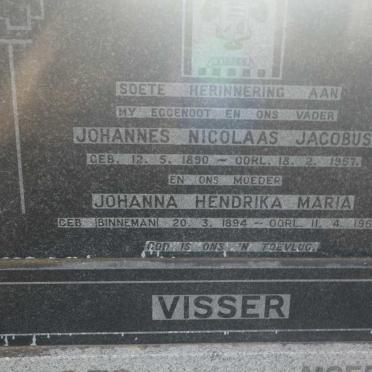 SOETE HERINNERING AAN
MY EGGENOOT EN ONS VADER
JOHANNES NICOLAAS JACOBUS
GEB. 12. 5. 1890 – OORL. 18. 2. 1967.
EN ONS MOEDER
JOHANNA HENDRIKA MARIA
GEB (BINNEMAN) 20. 3. 1894 – OORL. 11. 4.
GOD IS ONS 'N TOEVLUG.
VISSER